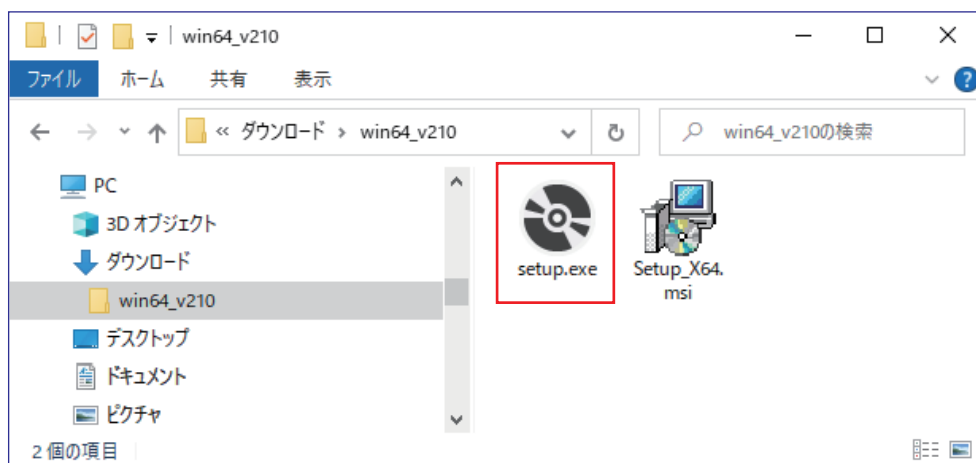 win64_v210
ファイル ホーム 共有 表示
« ダウンロード › win64_v210
win64_v210の検索
PC
3D オブジェクト
ダウンロード
win64_v210
デスクトップ
ドキュメント
ピクチャ
setup.exe
Setup_X64.
msi
2 個の項目